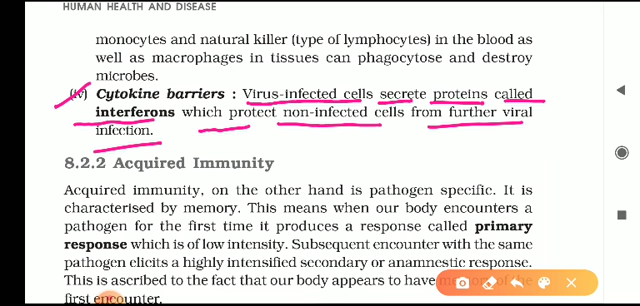 HUMAN HEALTH AND DISEASE
monocytes and natural killer (type of lymphocytes) in the blood as
well as macrophages in tissues can phagocytose and destroy
microbes.
(iv) Cytokine barriers : Virus-infected cells secrete proteins called
interferons which protect non-infected cells from further viral
infection.
8.2.2 Acquired Immunity
Acquired immunity, on the other hand is pathogen specific. It is
characterised by memory. This means when our body encounters a
pathogen for the first time it produces a response called primary
response which is of low intensity. Subsequent encounter with the same
pathogen elicits a highly intensified secondary or anamnestic response.
This is ascribed to the fact that our body appears to have memory of the
first encounter.